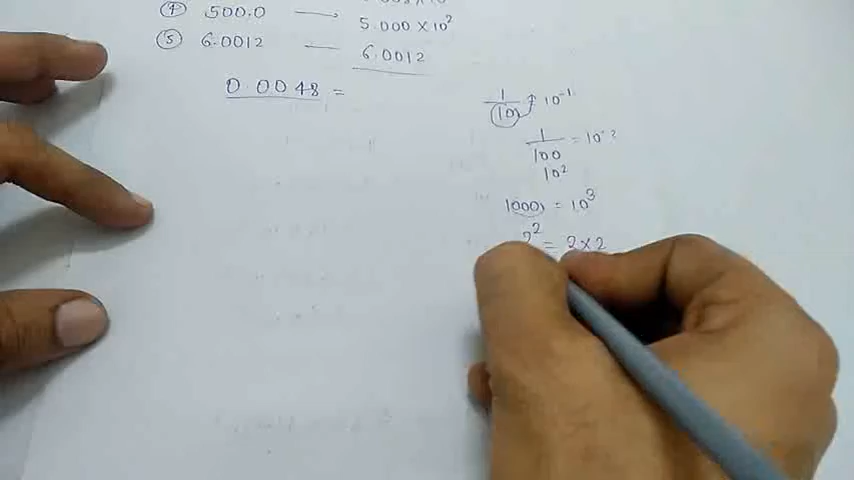 ④ 500.0 → 5.000 × 10²
⑤ 6.0012 — 6.0012
0.0048 =
1/10 = 10⁻¹
1/100 = 10⁻²
10²
1000 = 10³
2² = 2 × 2